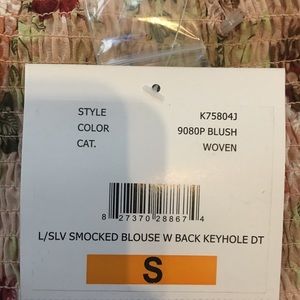 STYLE K75804J
COLOR 9080P BLUSH
CAT. WOVEN
8 27370 28867 4
L/SLV SMOCKED BLOUSE W BACK KEYHOLE DT
S